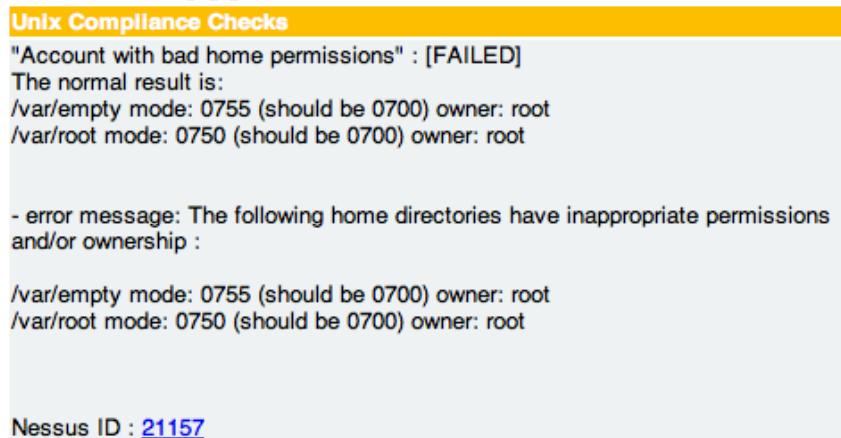 Unix Compliance Checks
"Account with bad home permissions" : [FAILED]
The normal result is:
/var/empty mode: 0755 (should be 0700) owner: root
/var/root mode: 0750 (should be 0700) owner: root
- error message: The following home directories have inappropriate permissions
and/or ownership :
/var/empty mode: 0755 (should be 0700) owner: root
/var/root mode: 0750 (should be 0700) owner: root
Nessus ID : 21157